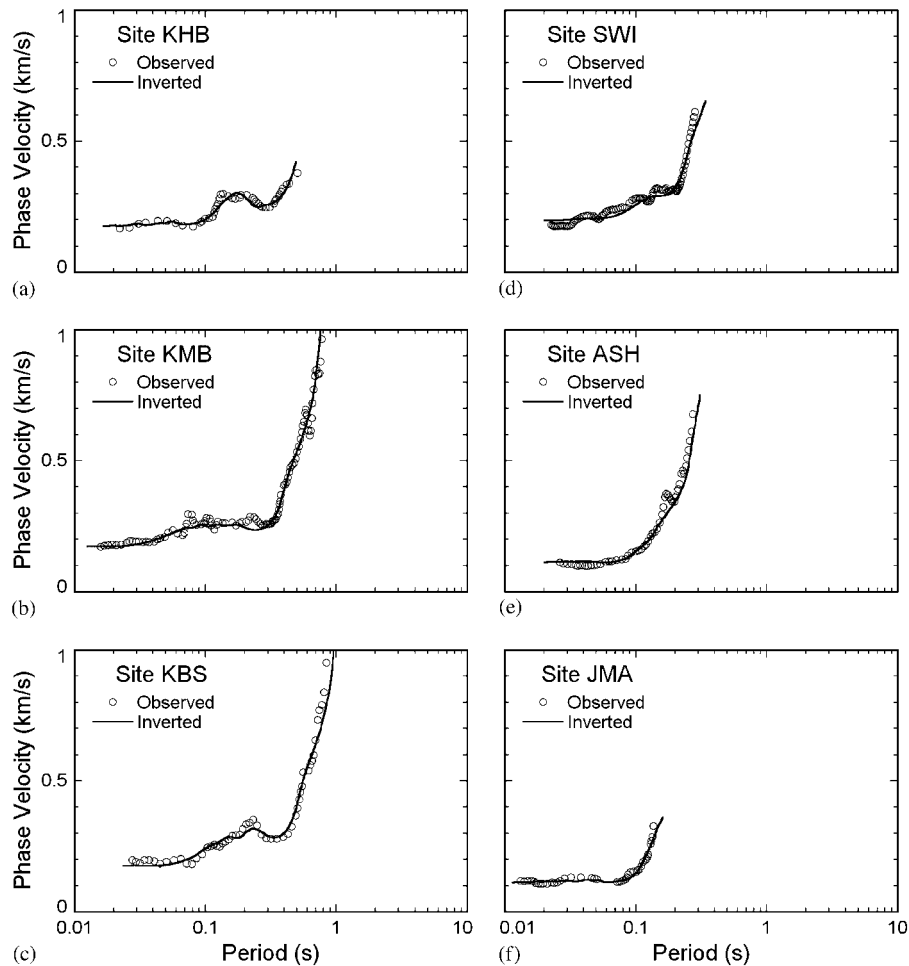 1
Site KHB
Observed
Inverted
0.5
0
Phase Velocity (km/s)
(a)
Site SWI
Observed
Inverted
(d)
1
Site KMB
Observed
Inverted
0.5
0
Phase Velocity (km/s)
(b)
Site ASH
Observed
Inverted
(e)
1
Site KBS
Observed
Inverted
0.5
0
Phase Velocity (km/s)
0.01 0.1 1 10
Period (s)
(c)
Site JMA
Observed
Inverted
0.01 0.1 1 10
Period (s)
(f)